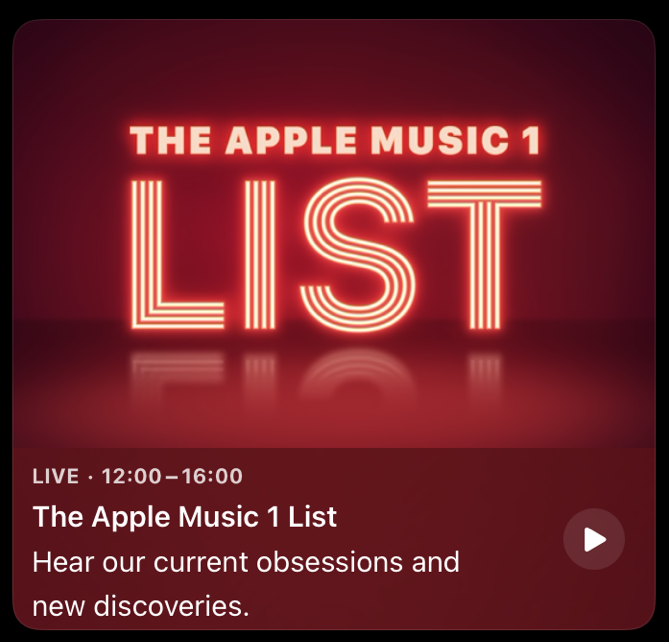 THE APPLE MUSIC 1
LIST
LIVE · 12:00–16:00
The Apple Music 1 List
Hear our current obsessions and
new discoveries.